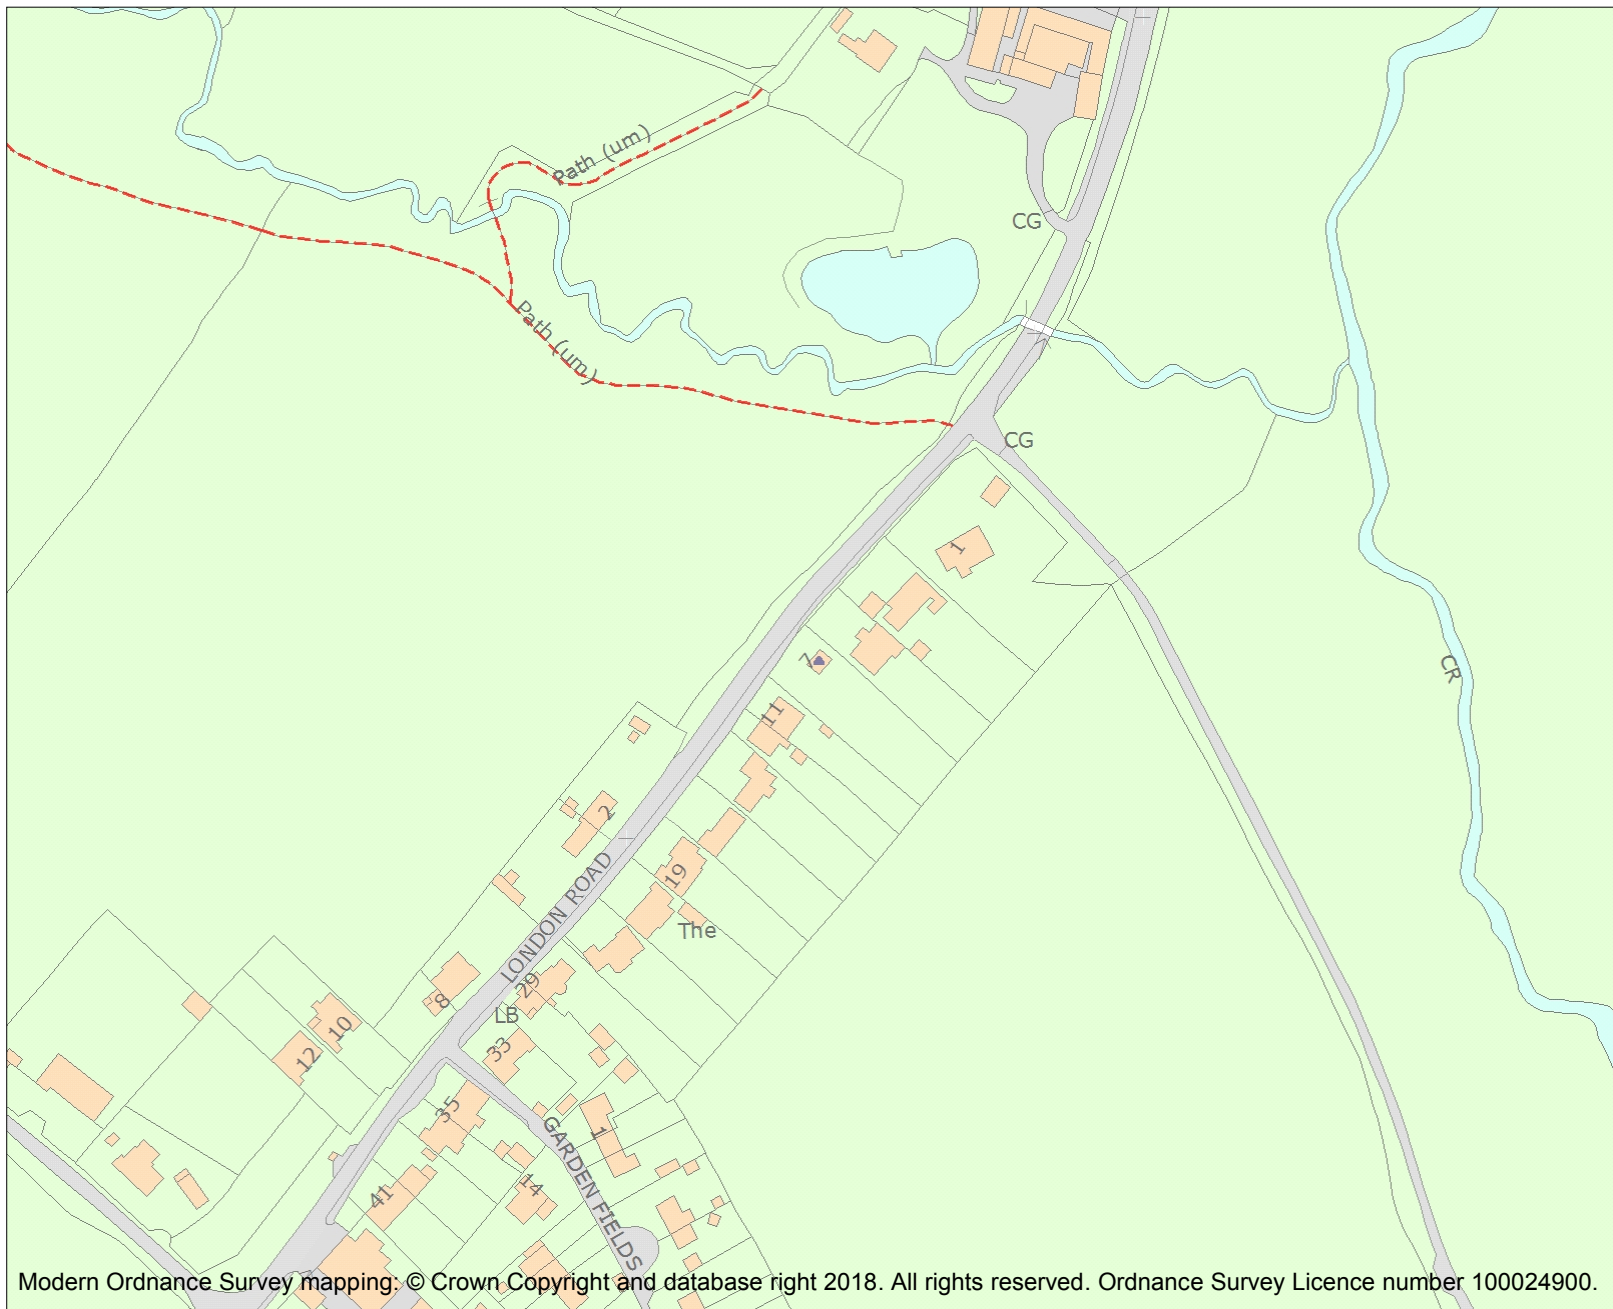 Path (um)
CG
Path (um)
CG
1
7
CR
11
2
19
LONDON ROAD
The
29
8
LB
10
33
12
35
GARDEN FIELDS
1
14
41
Modern Ordnance Survey mapping: © Crown Copyright and database right 2018. All rights reserved. Ordnance Survey Licence number 100024900.